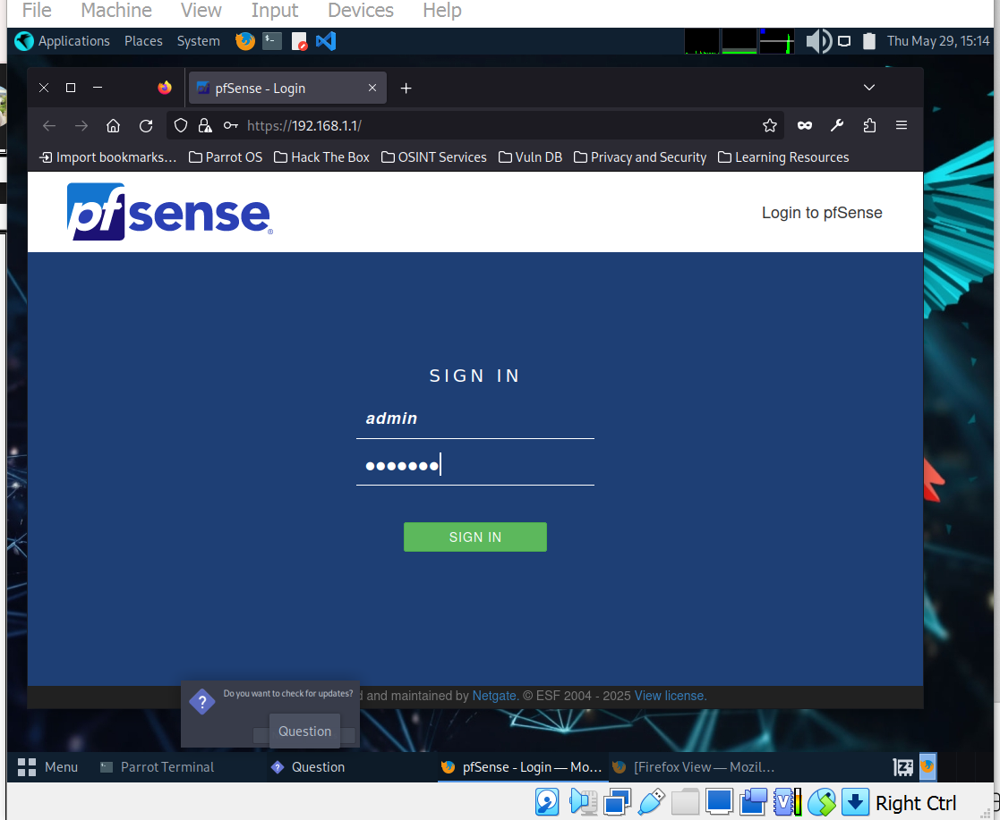 File Machine View Input Devices Help
Applications Places System Thu May 29, 15:14
pfSense - Login
https://192.168.1.1/
Import bookmarks... Parrot OS Hack The Box OSINT Services Vuln DB Privacy and Security Learning Resources
pfsense®
Login to pfSense
SIGN IN
admin
•••••••
SIGN IN
Do you want to check for updates?
and maintained by Netgate. © ESF 2004 - 2025 View license.
Question
Menu Parrot Terminal Question pfSense - Login — Mo... [Firefox View — Mozil...
Right Ctrl